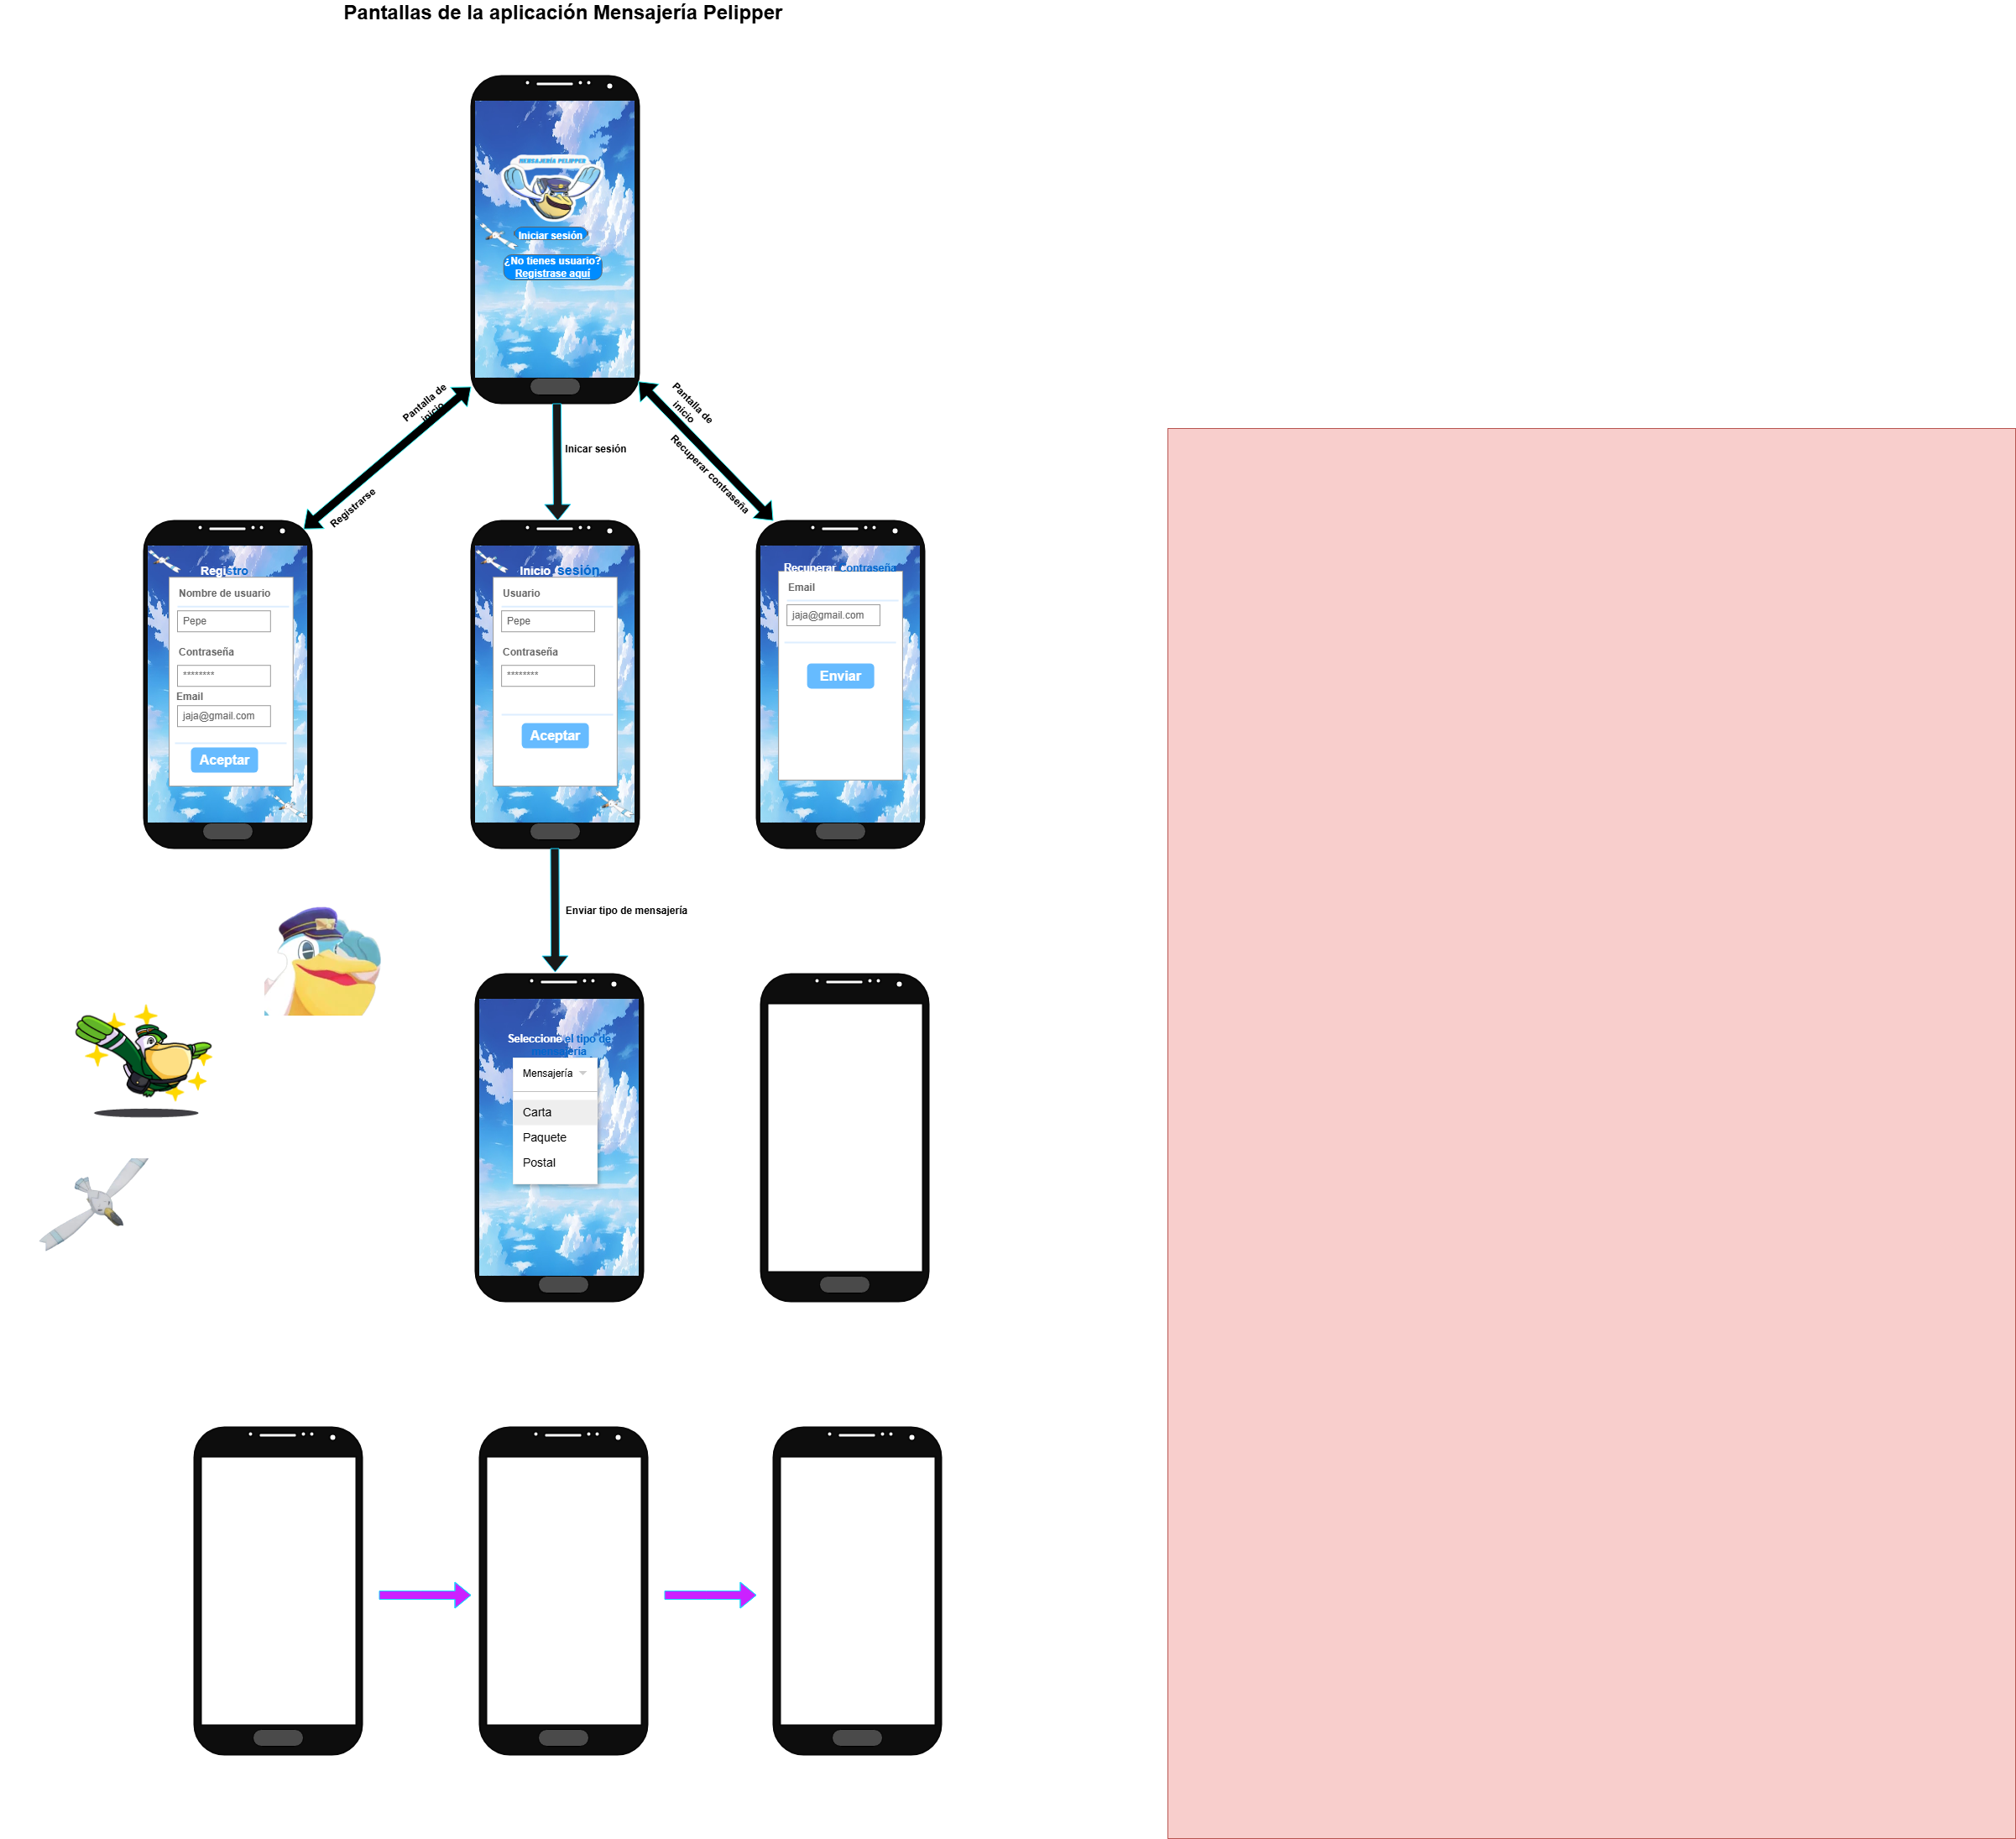 Pantallas de la aplicación Mensajería Pelipper
MENSAJERÍA PELIPPER
Iniciar sesión
¿No tienes usuario?
Registrase aquí
Pantalla de
inicio
Registrarse
Inicar sesión
Pantalla de
inicio
Recuperar contraseña
Registro
Nombre de usuario
Pepe
Contraseña
********
Email
jaja@gmail.com
Aceptar
Inicio sesión
Usuario
Pepe
Contraseña
********
Aceptar
Recuperar contraseña
Email
jaja@gmail.com
Enviar
Enviar tipo de mensajería
Seleccione el tipo de
mensajería
Mensajería
Carta
Paquete
Postal